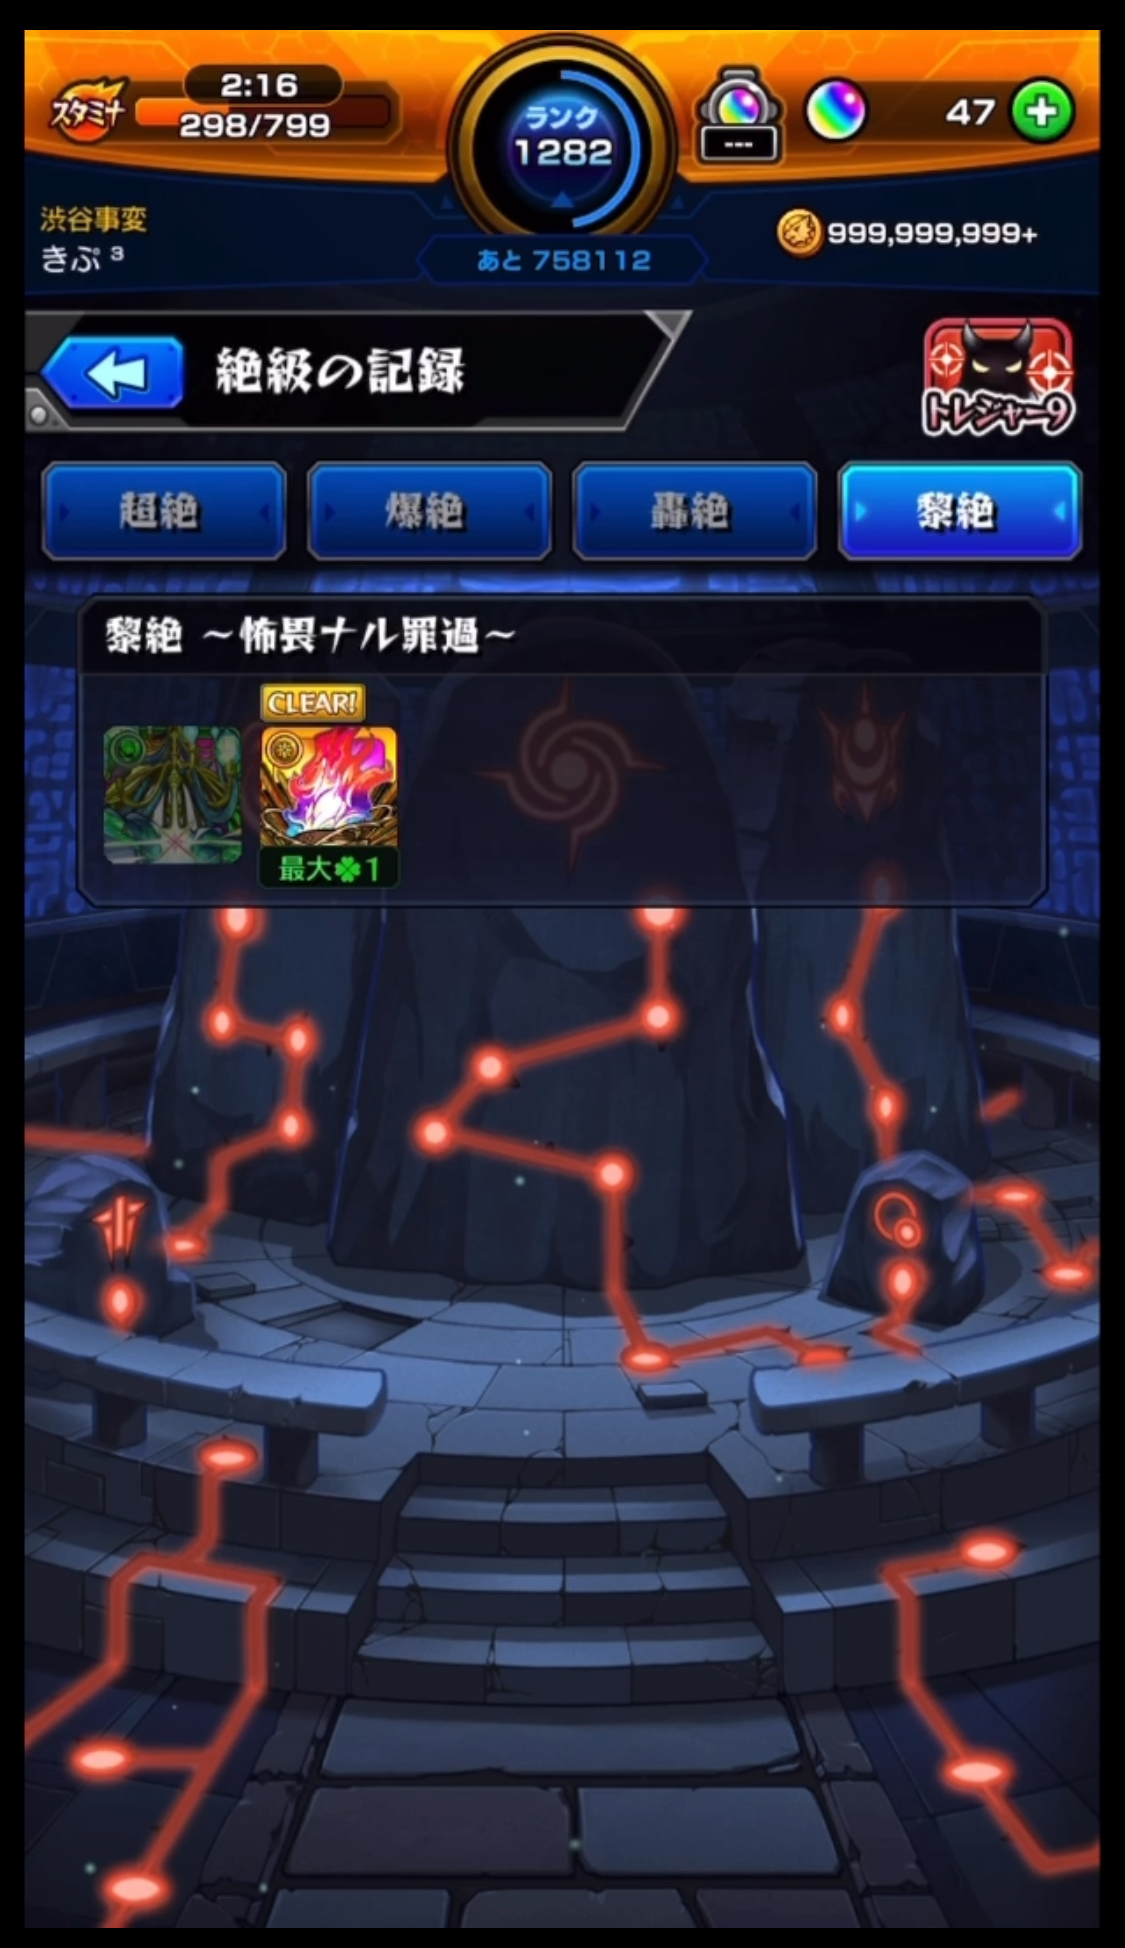 2:16
スタミナ
298/799
ランク
1282
---
47
渋谷事変
きぷ ³
あと 758112
999,999,999+
絶級の記録
トレジャー9
超絶
爆絶
轟絶
黎絶
黎絶 ～怖畏ナル罪過～
CLEAR!
最大🍀1